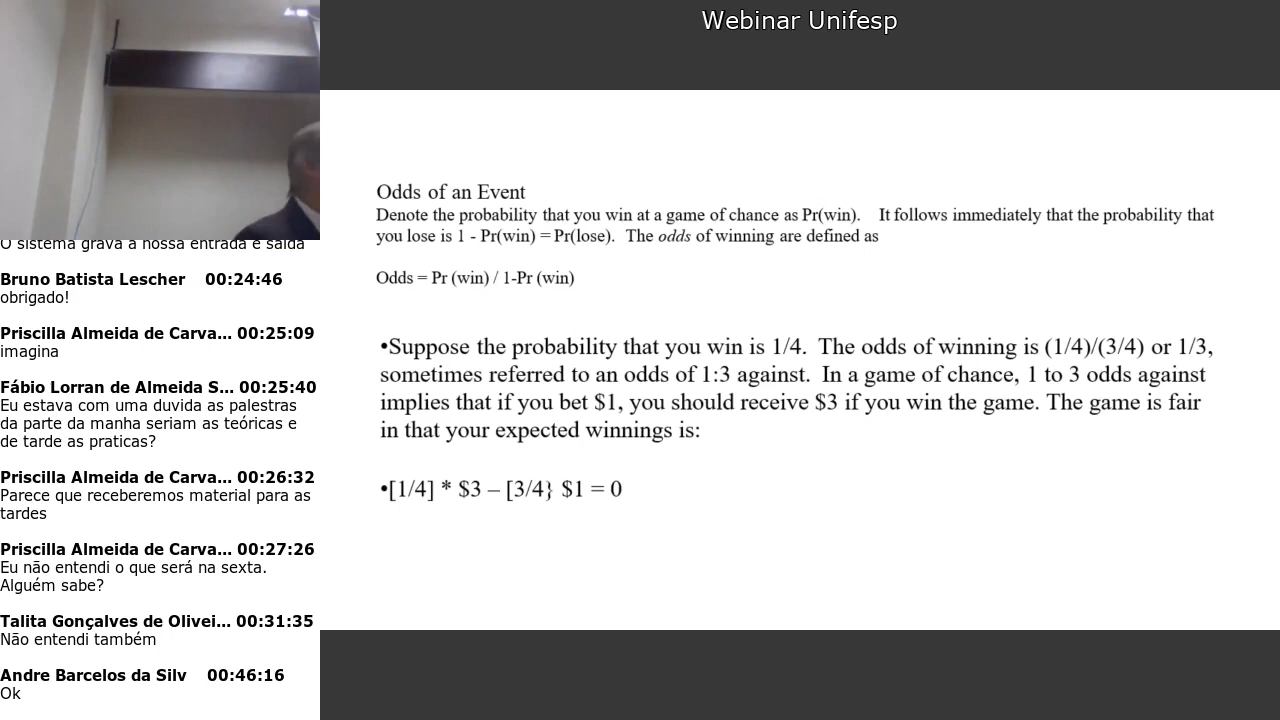 Webinar Unifesp
O sistema grava a nossa entrada e saída
Bruno Batista Lescher 00:24:46
obrigado!
Priscilla Almeida de Carva... 00:25:09
imagina
Fábio Lorran de Almeida S... 00:25:40
Eu estava com uma duvida as palestras
da parte da manha seriam as teóricas e
de tarde as praticas?
Priscilla Almeida de Carva... 00:26:32
Parece que receberemos material para as
tardes
Priscilla Almeida de Carva... 00:27:26
Eu não entendi o que será na sexta.
Alguém sabe?
Talita Gonçalves de Olivei... 00:31:35
Não entendi também
Andre Barcelos da Silv 00:46:16
Ok
Odds of an Event
Denote the probability that you win at a game of chance as Pr(win). It follows immediately that the probability that
you lose is 1 - Pr(win) = Pr(lose). The odds of winning are defined as
Odds = Pr (win) / 1-Pr (win)
•Suppose the probability that you win is 1/4. The odds of winning is (1/4)/(3/4) or 1/3,
sometimes referred to an odds of 1:3 against. In a game of chance, 1 to 3 odds against
implies that if you bet $1, you should receive $3 if you win the game. The game is fair
in that your expected winnings is:
•[1/4] * $3 – [3/4} $1 = 0